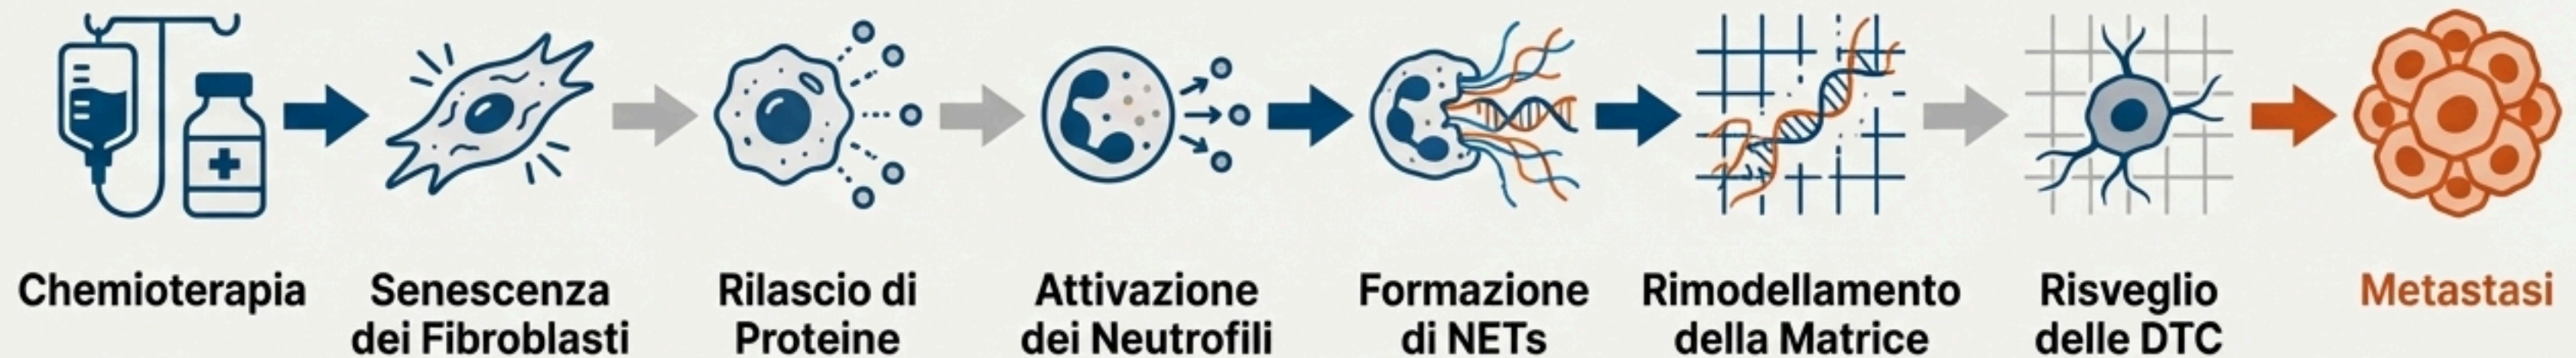 Chemioterapia
Senescenza
dei Fibroblasti
Rilascio di
Proteine
Attivazione
dei Neutrofili
Formazione
di NETs
Rimodellamento
della Matrice
Risveglio
delle DTC
Metastasi